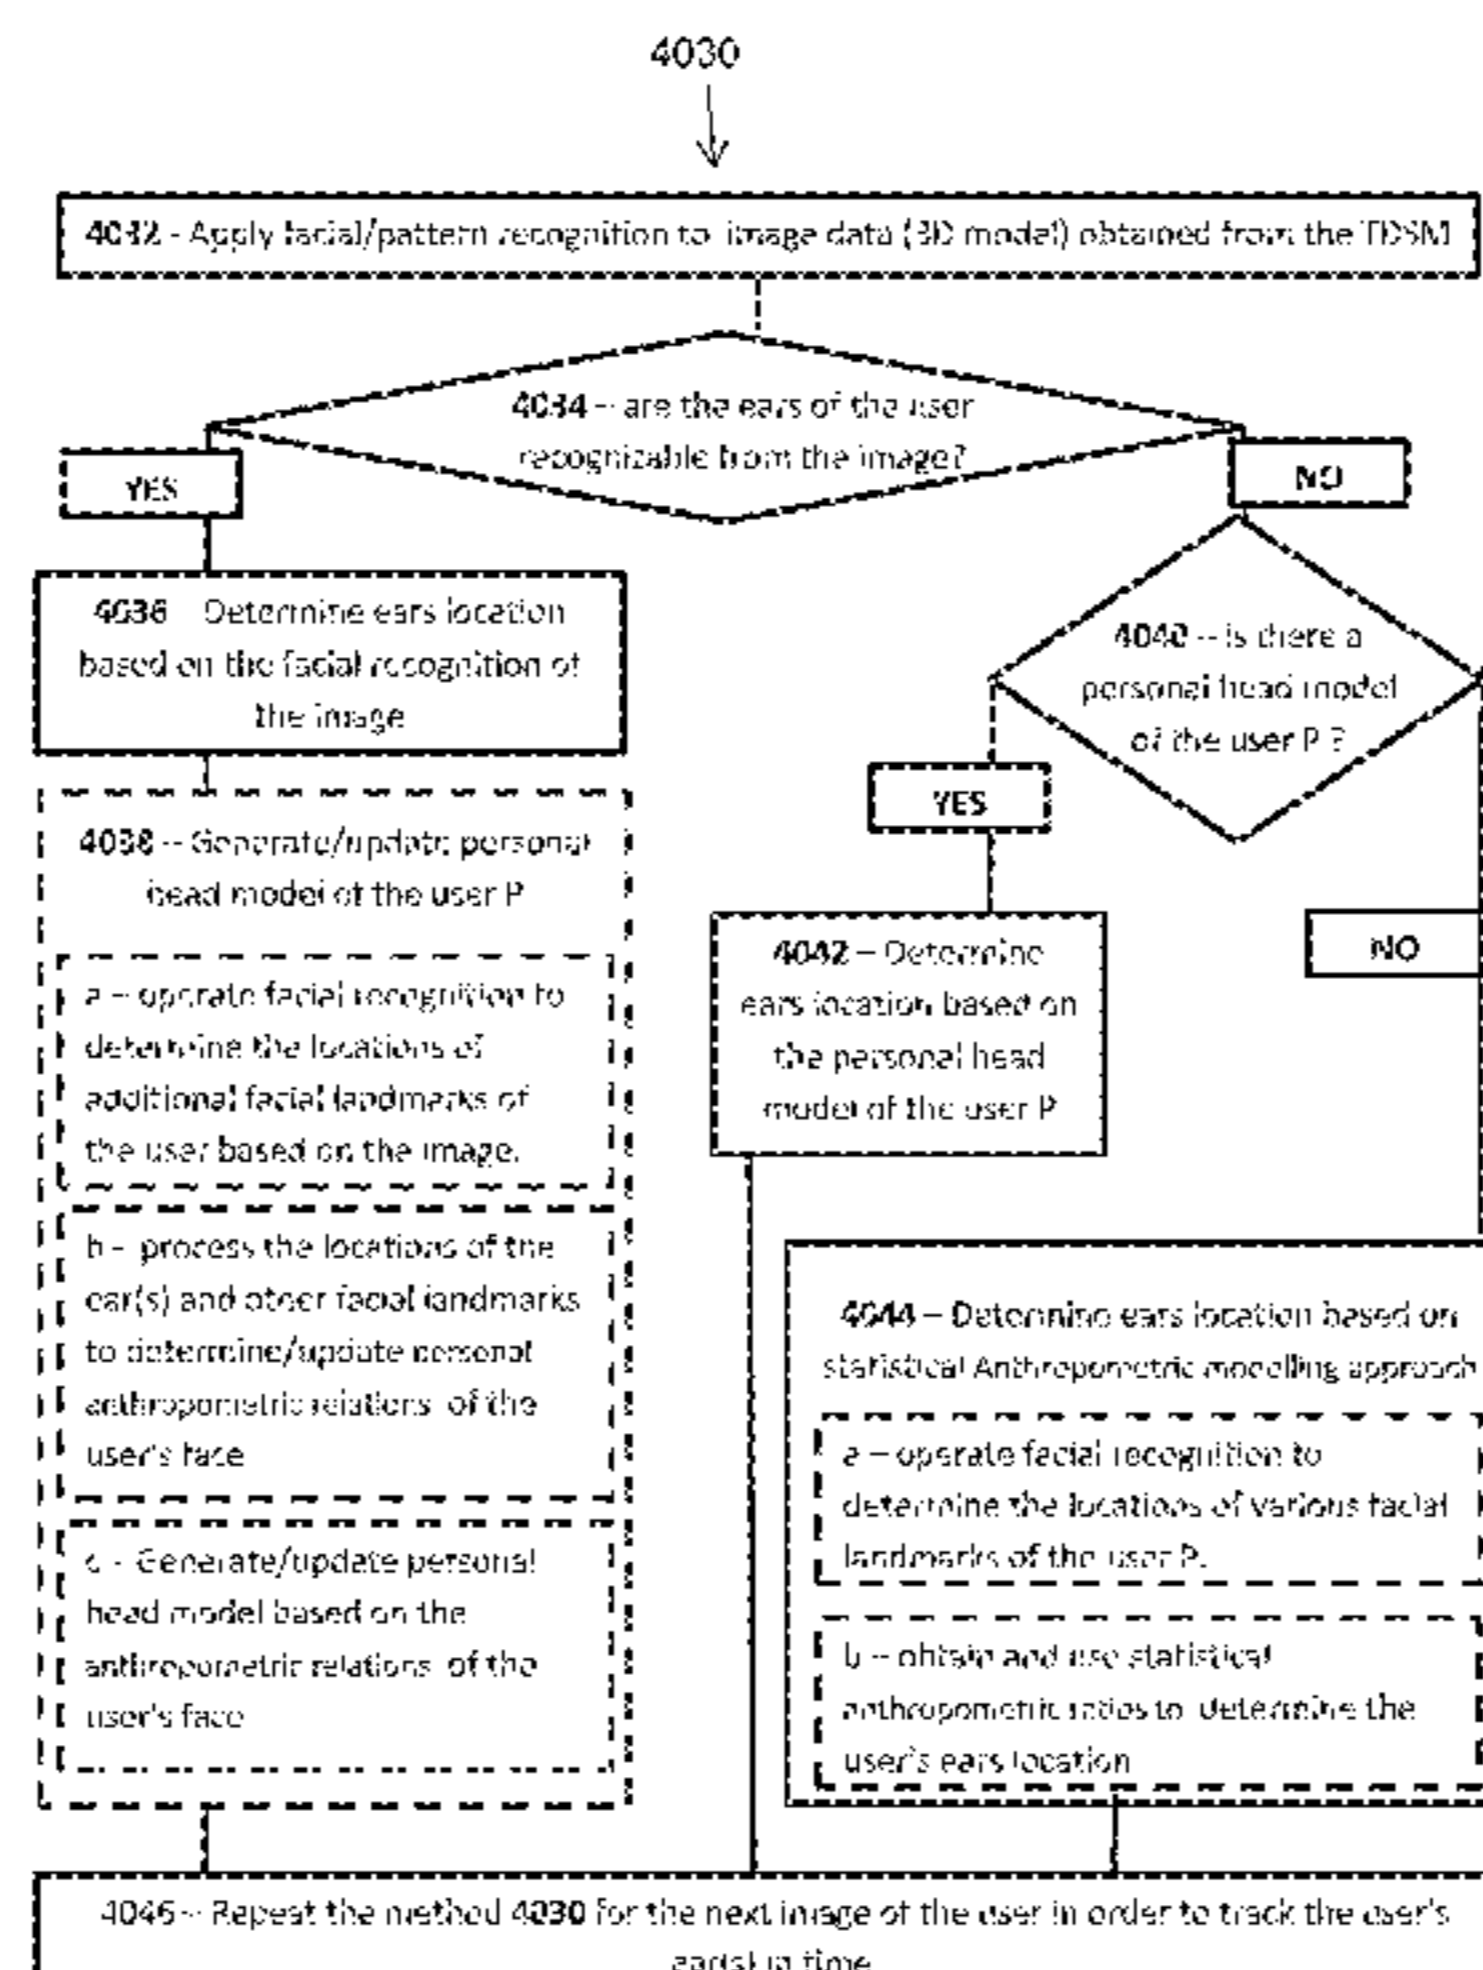 4030
4032 - Apply facial/pattern recognition to image data (3D model) obtained from the TDSM
4034 – are the ears of the user
recognizable from the image?
YES
NO
4036 Determine ears location
based on the facial recognition of
the image
4040 – is there a
personal head model
of the user P ?
YES
NO
4038 – Generate/update personal
head model of the user P
a – operate facial recognition to
determine the locations of
additional facial landmarks of
the user based on the image.
b – process the locations of the
ear(s) and other facial landmarks
to determine/update personal
anthropometric relations of the
user's face
c - Generate/update personal
head model based on the
anthropometric relations of the
user's face
4042 – Determine
ears location based on
the personal head
model of the user P
4044 – Determine ears location based on
statistical Anthropometric modelling approach
a – operate facial recognition to
determine the locations of various facial
landmarks of the user P.
b – obtain and use statistical
anthropometric ratios to determine the
user's ears location
4046 – Repeat the method 4030 for the next image of the user in order to track the user's
ear(s) in time